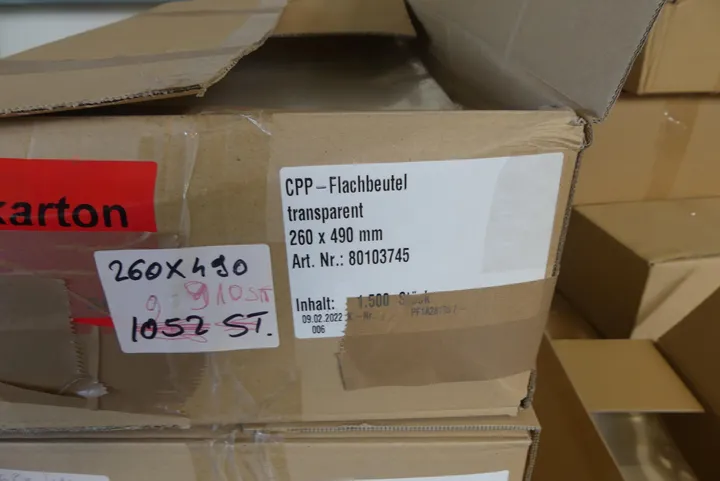 karton
CPP-Flachbeutel
transparent
260 x 490 mm
Art. Nr.: 80103745
Inhalt: 1.500 Stück
09.02.2022
006
260X490
910 ST
1052 ST.